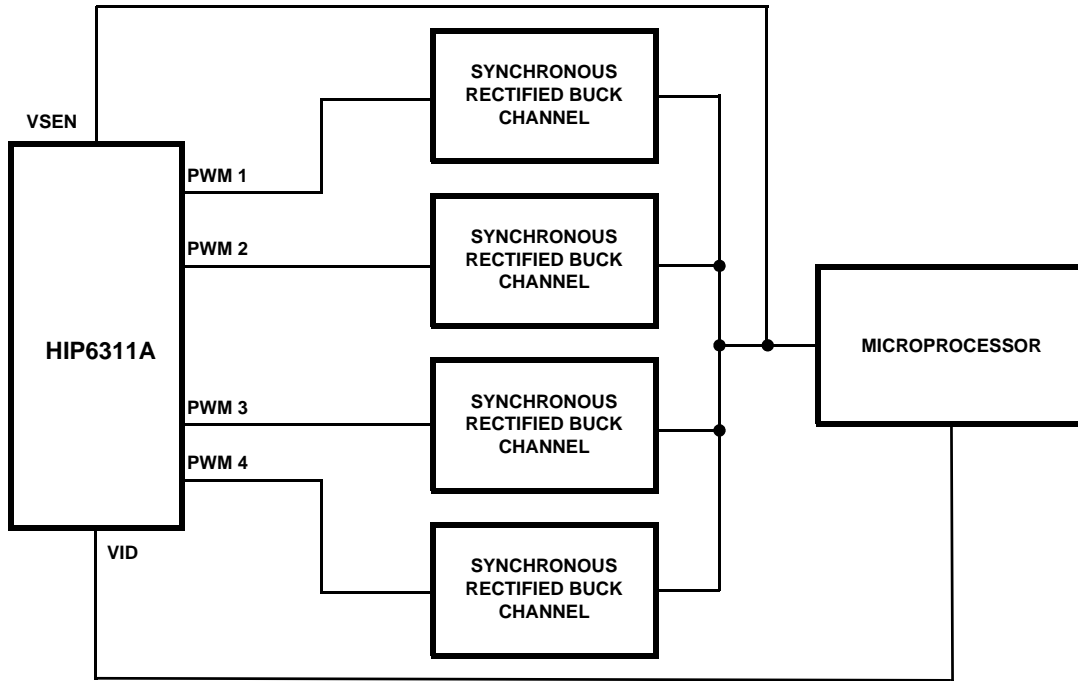 SYNCHRONOUS
RECTIFIED BUCK
CHANNEL
VSEN
PWM 1
SYNCHRONOUS
RECTIFIED BUCK
CHANNEL
PWM 2
HIP6311A
MICROPROCESSOR
SYNCHRONOUS
RECTIFIED BUCK
CHANNEL
PWM 3
PWM 4
SYNCHRONOUS
RECTIFIED BUCK
CHANNEL
VID